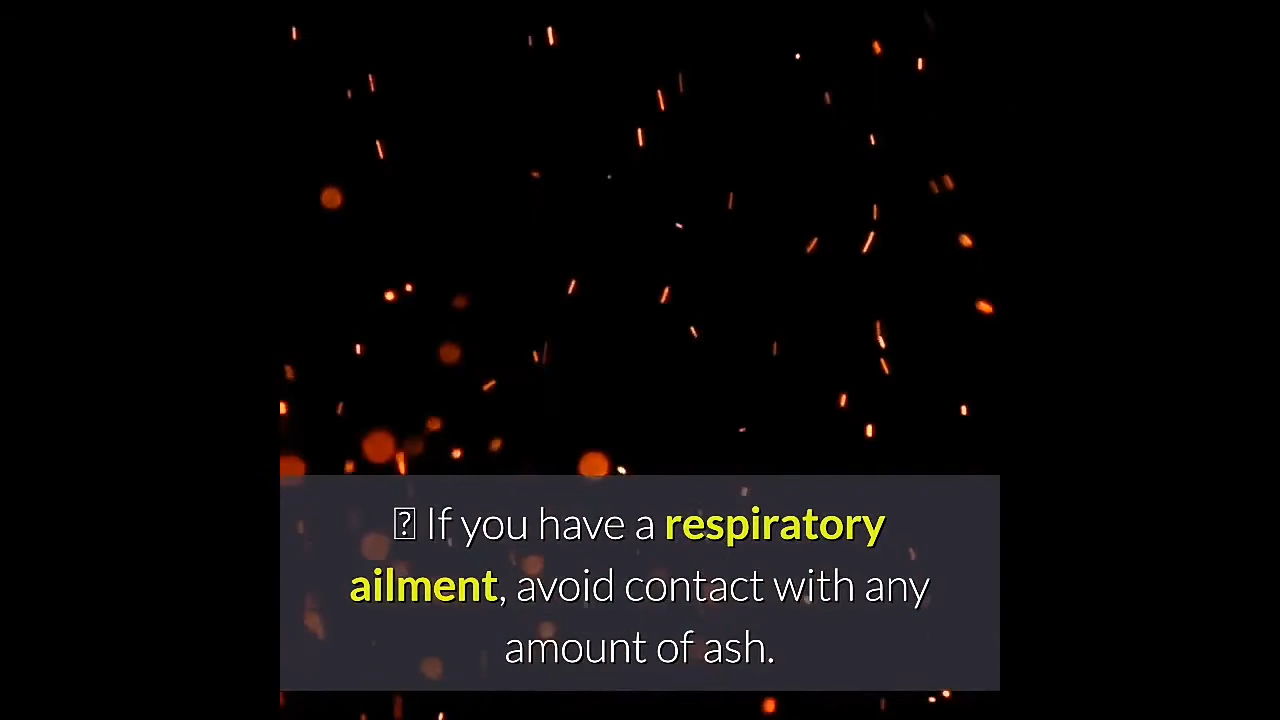 If you have a respiratory
ailment, avoid contact with any
amount of ash.